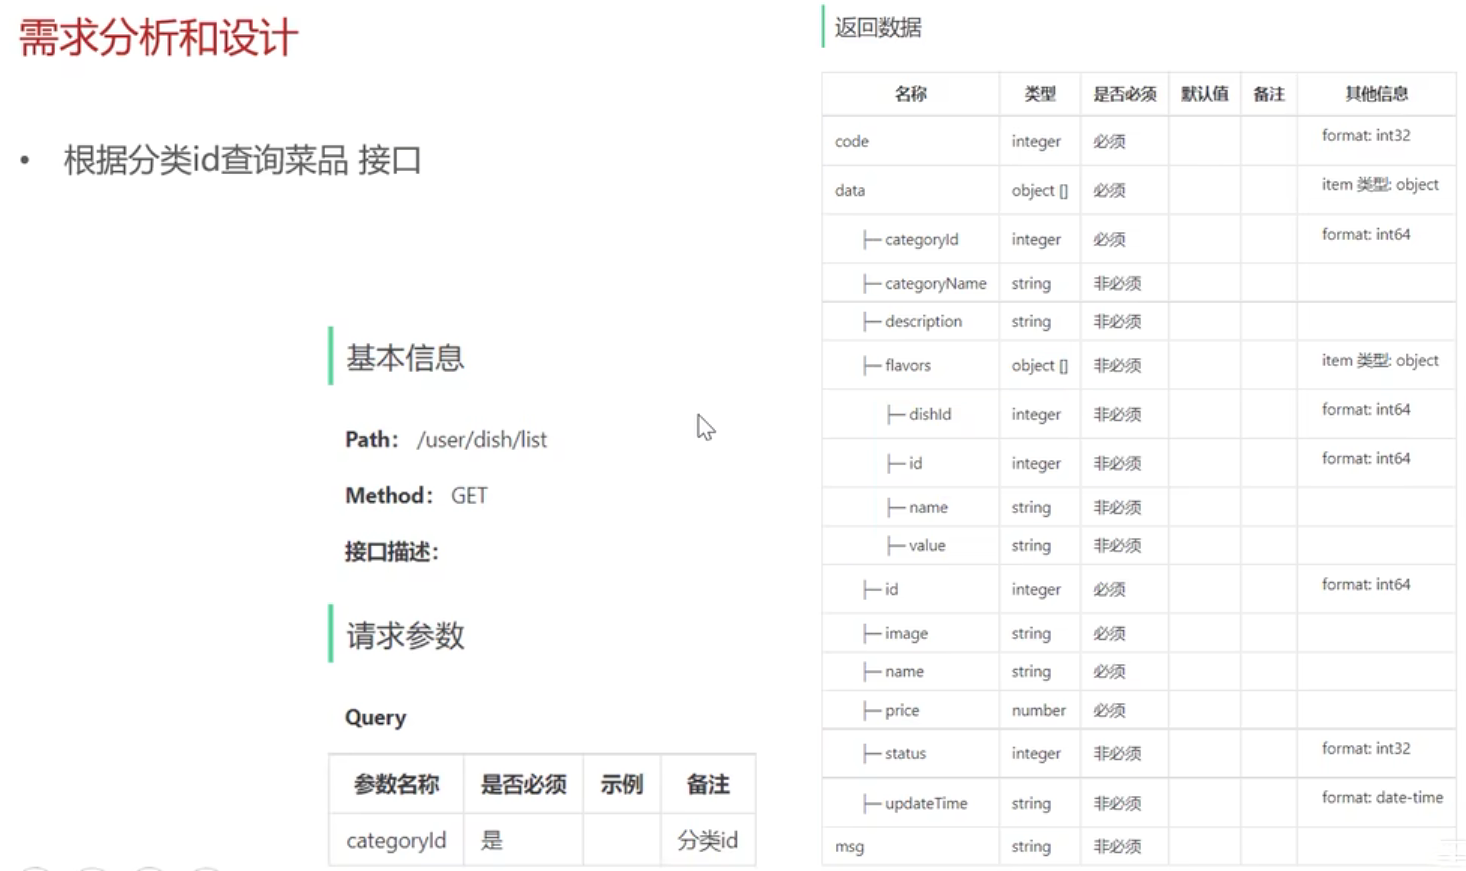 需求分析和设计
• 根据分类id查询菜品 接口
基本信息
Path： /user/dish/list
Method： GET
接口描述：
请求参数
Query
参数名称 是否必须 示例 备注
categoryId 是 分类id
返回数据
名称 类型 是否必须 默认值 备注 其他信息
code integer 必须 format: int32
data object [] 必须 item 类型: object
├─ categoryId integer 必须 format: int64
├─ categoryName string 非必须
├─ description string 非必须
├─ flavors object [] 非必须 item 类型: object
├─ dishId integer 非必须 format: int64
├─ id integer 非必须 format: int64
├─ name string 非必须
├─ value string 非必须
├─ id integer 必须 format: int64
├─ image string 必须
├─ name string 必须
├─ price number 必须
├─ status integer 非必须 format: int32
├─ updateTime string 非必须 format: date-time
msg string 非必须